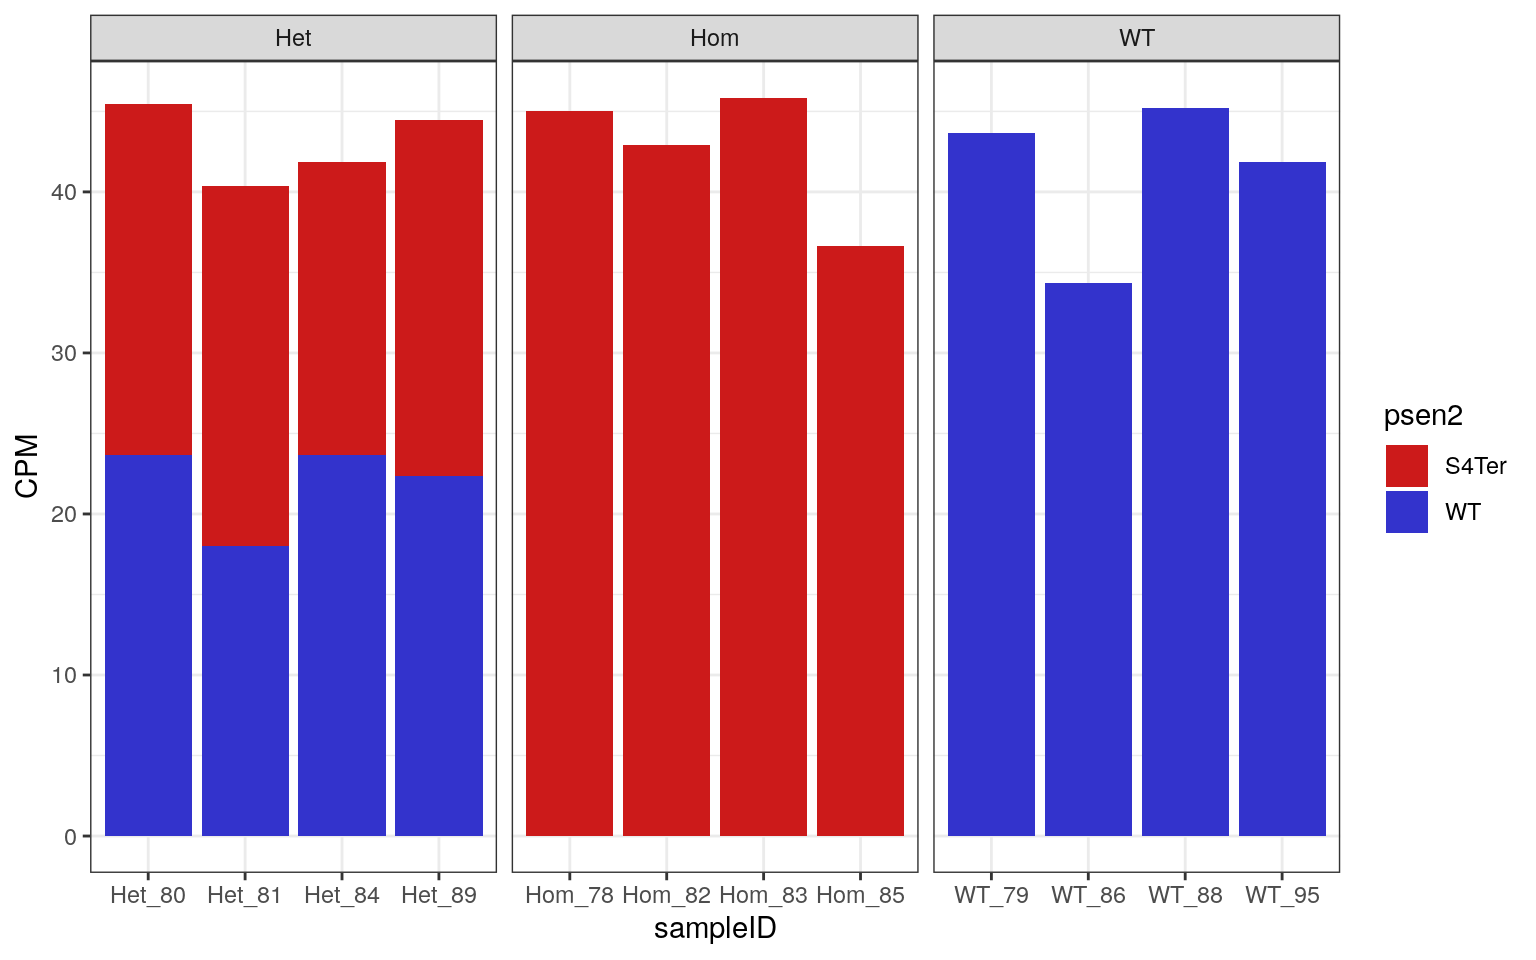 Het Hom WT
CPM
40
30
20
10
0
Het_80 Het_81 Het_84 Het_89 Hom_78 Hom_82 Hom_83 Hom_85 WT_79 WT_86 WT_88 WT_95
sampleID
psen2
S4Ter
WT